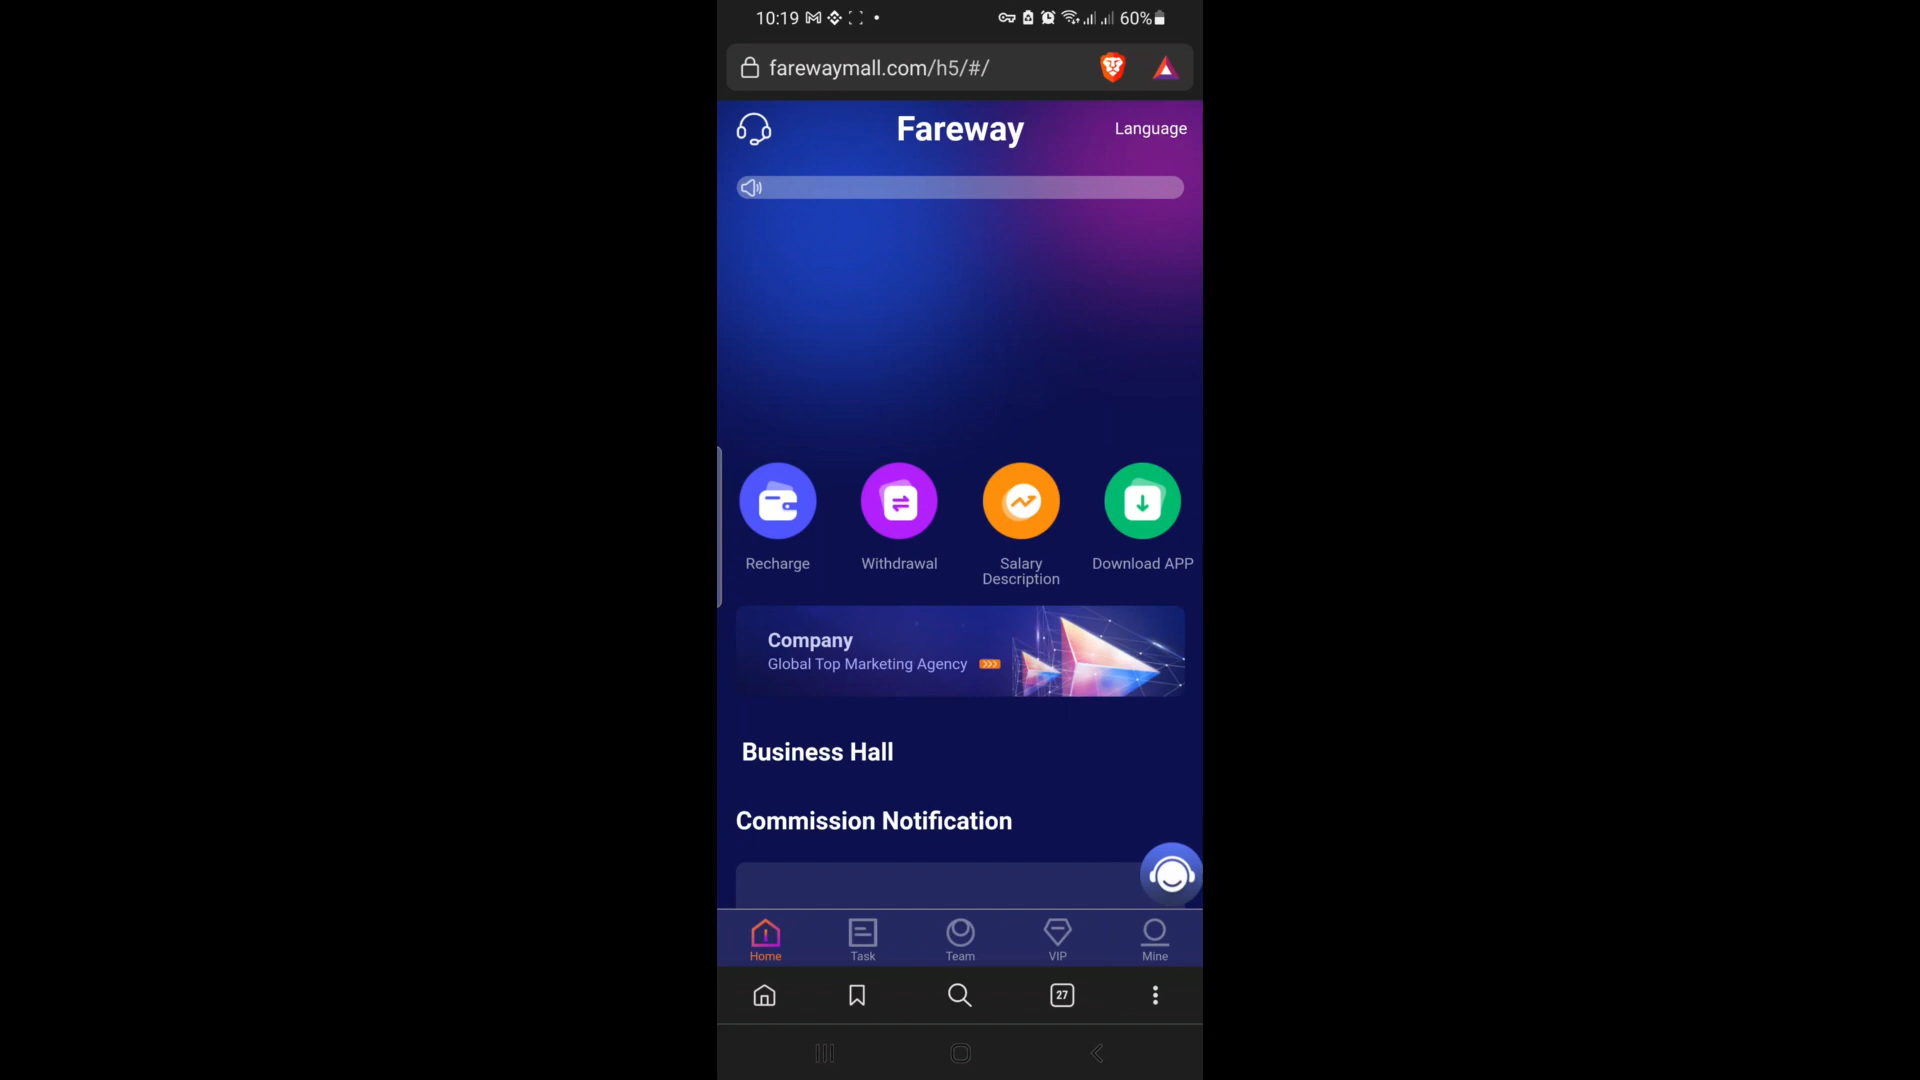 10:19
60%
farewaymall.com/h5/#/
Fareway
Language
Recharge
Withdrawal
Salary
Description
Download APP
Company
Global Top Marketing Agency
Business Hall
Commission Notification
Home
Task
Team
VIP
Mine
27